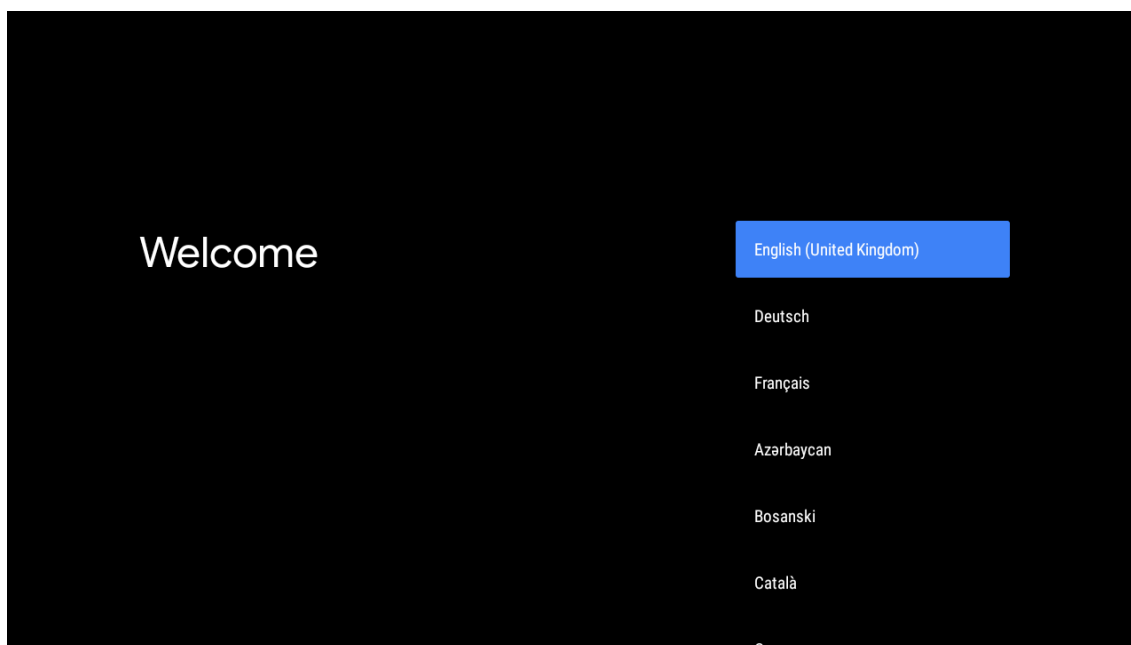 Welcome
English (United Kingdom)
Deutsch
Français
Azərbaycan
Bosanski
Català